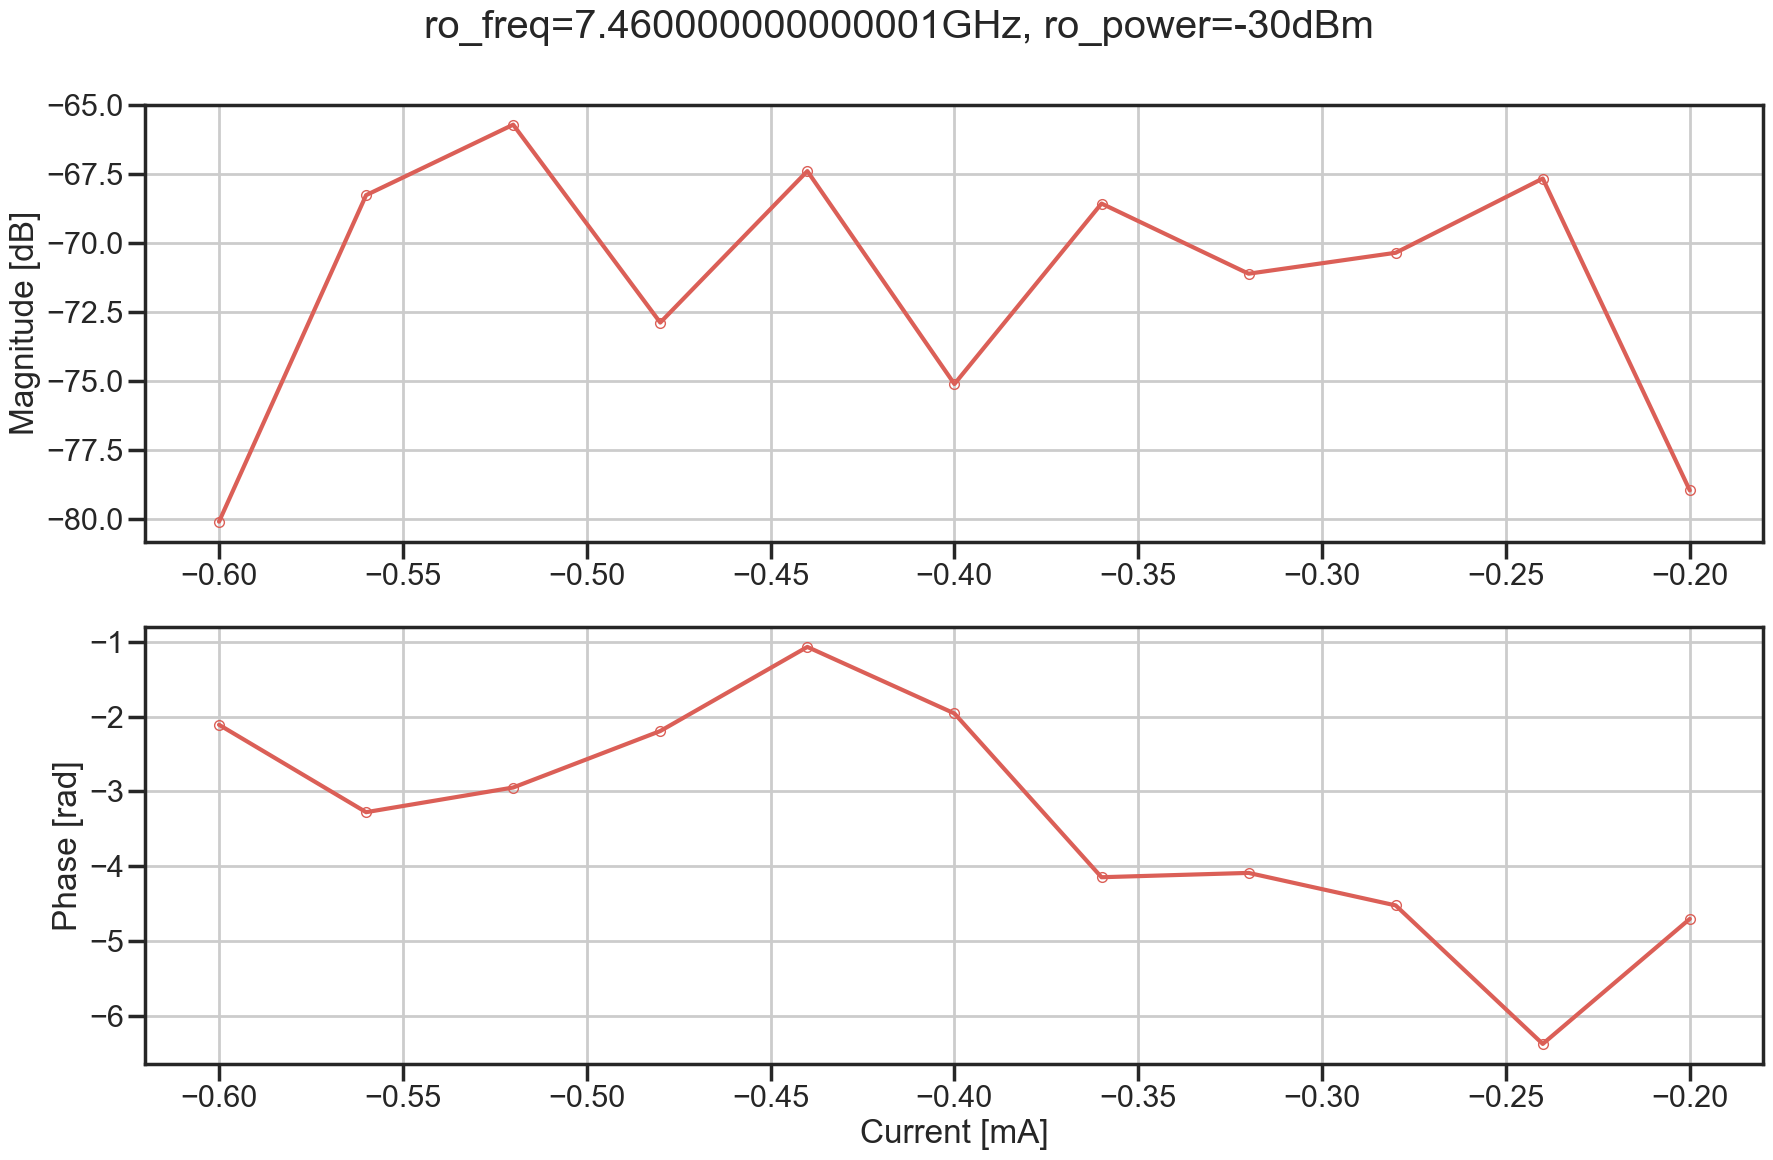 ro_freq=7.460000000000001GHz, ro_power=-30dBm
Magnitude [dB]
−65.0
−67.5
−70.0
−72.5
−75.0
−77.5
−80.0
−0.60 −0.55 −0.50 −0.45 −0.40 −0.35 −0.30 −0.25 −0.20
Phase [rad]
−1
−2
−3
−4
−5
−6
−0.60 −0.55 −0.50 −0.45 −0.40 −0.35 −0.30 −0.25 −0.20
Current [mA]